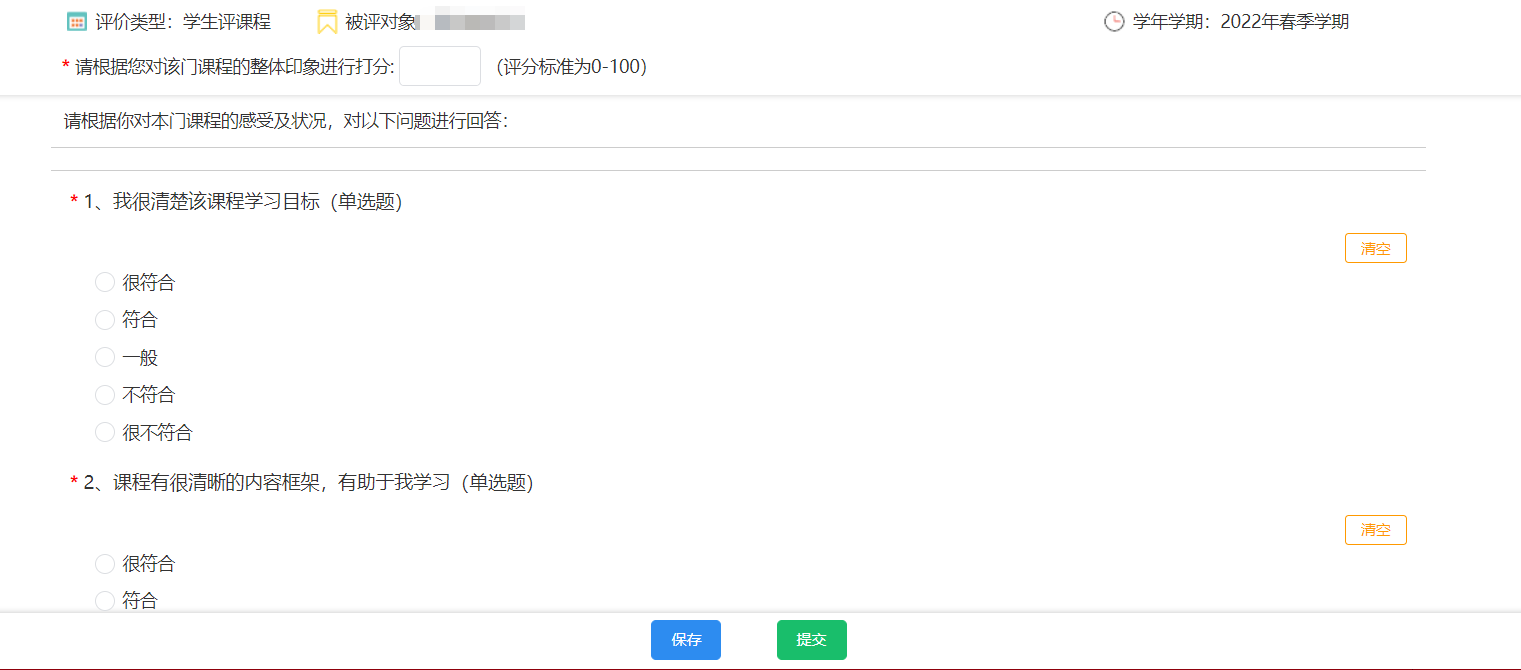 评价类型：学生评课程 被评对象 学年学期：2022年春季学期
* 请根据您对该门课程的整体印象进行打分: (评分标准为0-100)
请根据你对本门课程的感受及状况，对以下问题进行回答：
* 1、我很清楚该课程学习目标（单选题）
清空
很符合
符合
一般
不符合
很不符合
* 2、课程有很清晰的内容框架，有助于我学习（单选题）
清空
很符合
符合
保存 提交